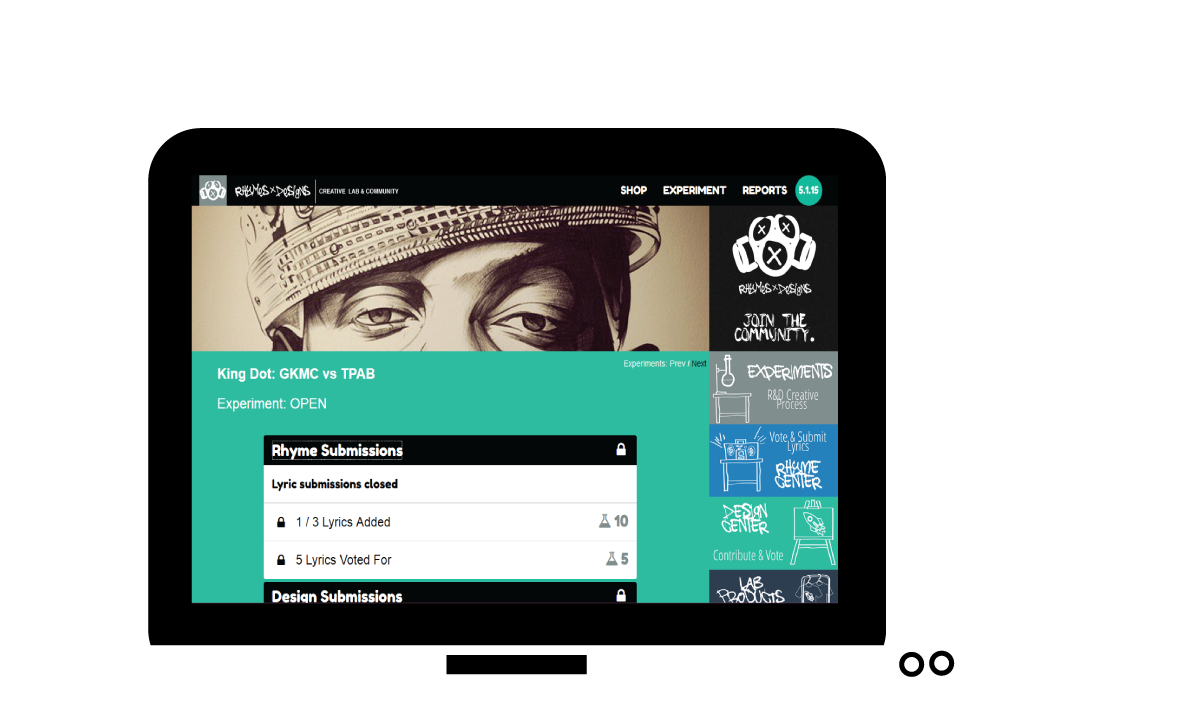 RHYMES X DESIGNS CREATIVE LAB & COMMUNITY SHOP EXPERIMENT REPORTS 5.1.15
RHYMES X DESIGNS
JOIN THE
COMMUNITY.
Experiments: Prev / Next
King Dot: GKMC vs TPAB
Experiment: OPEN
Rhyme Submissions
Lyric submissions closed
1 / 3 Lyrics Added 10
5 Lyrics Voted For 5
Design Submissions
EXPERIMENTS
R&D Creative
Process
Vote & Submit
Lyrics
RHYME
CENTER
DESIGN
CENTER
Contribute & Vote
LAB
PRODUCTS